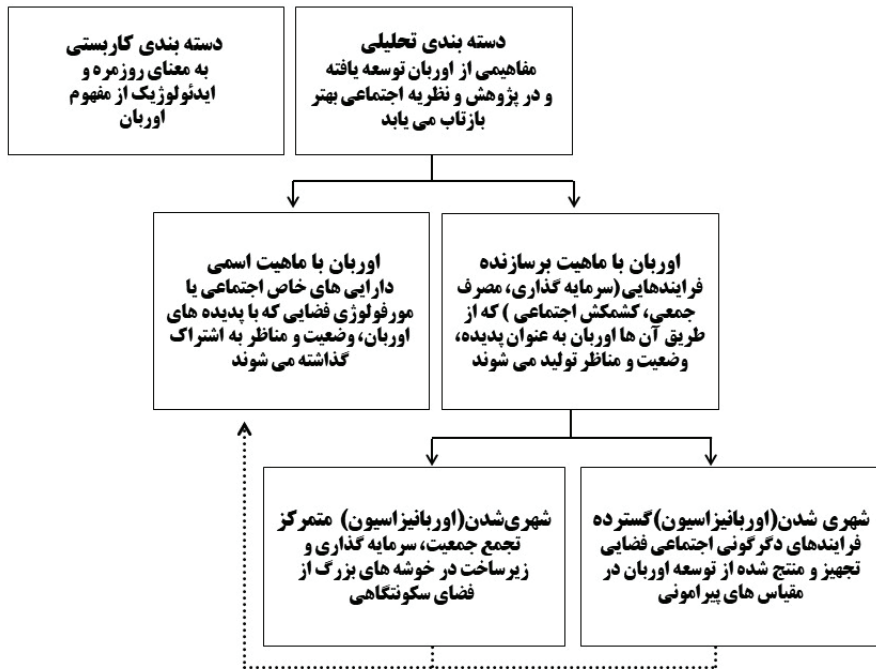 دسته بندی تحلیلی
مفاهیمی از اوربان توسعه یافته
و در پژوهش و نظریه اجتماعی بهتر
بازتاب می یابد
دسته بندی کاربستی
به معنای روزمره و
ایدئولوژیک از مفهوم
اوربان
اوربان با ماهیت برسازنده
فرایندهایی(سرمایه گذاری، مصرف
جمعی، کشمکش اجتماعی ) که از
طریق آن ها اوربان به عنوان پدیده،
وضعیت و مناظر تولید می شوند
اوربان با ماهیت اسمی
دارایی های خاص اجتماعی یا
مورفولوژی فضایی که با پدیده های
اوربان، وضعیت و مناظر به اشتراک
گذاشته می شوند
شهری شدن(اوربانیزاسیون)گسترده
فرایندهای دگرگونی اجتماعی فضایی
تجهیز و منتج شده از توسعه اوربان در
مقیاس های پیرامونی
شهری‌شدن(اوربانیزاسیون) متمرکز
تجمع جمعیت، سرمایه گذاری و
زیرساخت در خوشه های بزرگ از
فضای سکونتگاهی